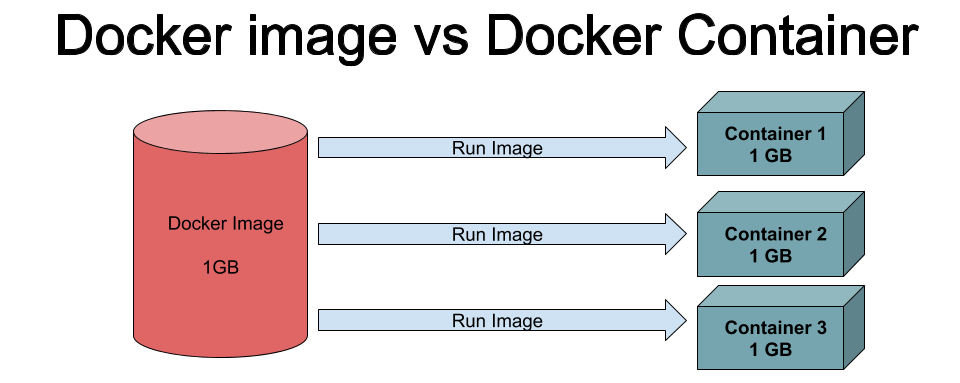 Docker image vs Docker Container
Docker Image
1GB
Run Image
Container 1
1 GB
Run Image
Container 2
1 GB
Run Image
Container 3
1 GB